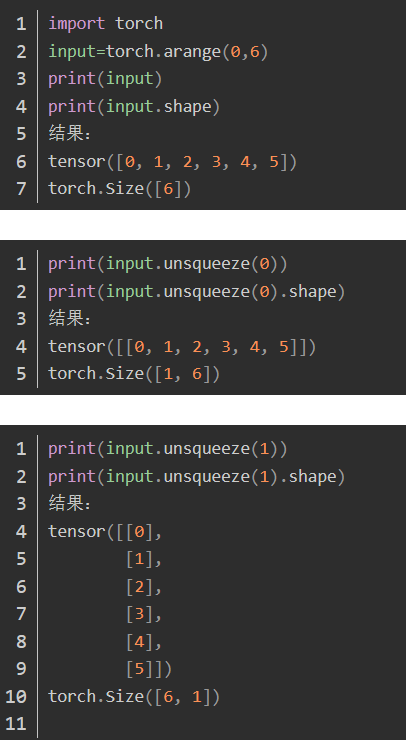 1 import torch
2 input=torch.arange(0,6)
3 print(input)
4 print(input.shape)
5 结果：
6 tensor([0, 1, 2, 3, 4, 5])
7 torch.Size([6])
1 print(input.unsqueeze(0))
2 print(input.unsqueeze(0).shape)
3 结果：
4 tensor([[0, 1, 2, 3, 4, 5]])
5 torch.Size([1, 6])
1 print(input.unsqueeze(1))
2 print(input.unsqueeze(1).shape)
3 结果：
4 tensor([[0],
5         [1],
6         [2],
7         [3],
8         [4],
9         [5]])
10 torch.Size([6, 1])
11